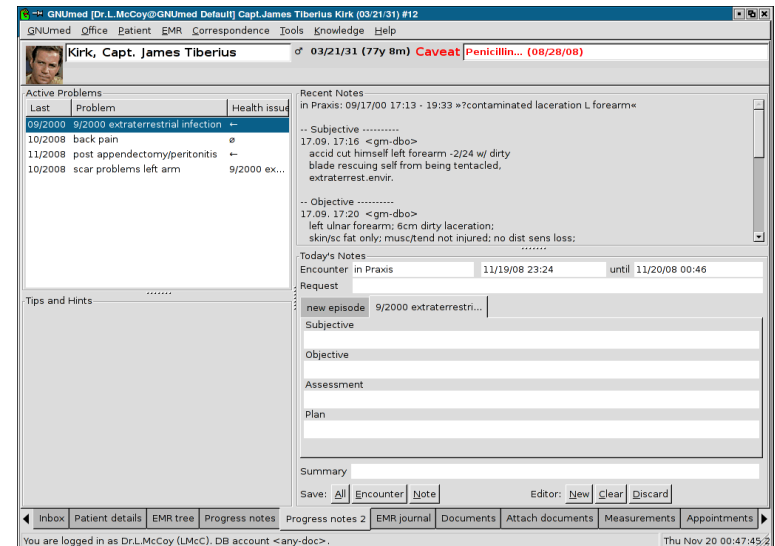 GNUmed [Dr.L.McCoy@GNUmed Default] Capt.James Tiberius Kirk (03/21/31) #12
GNUmed Office Patient EMR Correspondence Tools Knowledge Help
Kirk, Capt. James Tiberius ♂ 03/21/31 (77y 8m) Caveat Penicillin... (08/28/08)
Active Problems
Last Problem Health issue
09/2000 9/2000 extraterrestrial infection ←
10/2008 back pain ø
11/2008 post appendectomy/peritonitis ←
10/2008 scar problems left arm 9/2000 ex...
Tips and Hints
Recent Notes
in Praxis: 09/17/00 17:13 - 19:33 »?contaminated laceration L forearm«
-- Subjective ----------
17.09. 17:16 <gm-dbo>
accid cut himself left forearm -2/24 w/ dirty
blade rescuing self from being tentacled,
extraterrest.envir.
-- Objective ----------
17.09. 17:20 <gm-dbo>
left ulnar forearm; 6cm dirty laceration;
skin/sc fat only; musc/tend not injured; no dist sens loss;
Today's Notes
Encounter in Praxis 11/19/08 23:24 until 11/20/08 00:46
Request
new episode 9/2000 extraterrestri...
Subjective
Objective
Assessment
Plan
Summary
Save: All Encounter Note Editor: New Clear Discard
Inbox Patient details EMR tree Progress notes Progress notes 2 EMR journal Documents Attach documents Measurements Appointments
You are logged in as Dr.L.McCoy (LMcC). DB account <any-doc>. Thu Nov 20 00:47:45 2